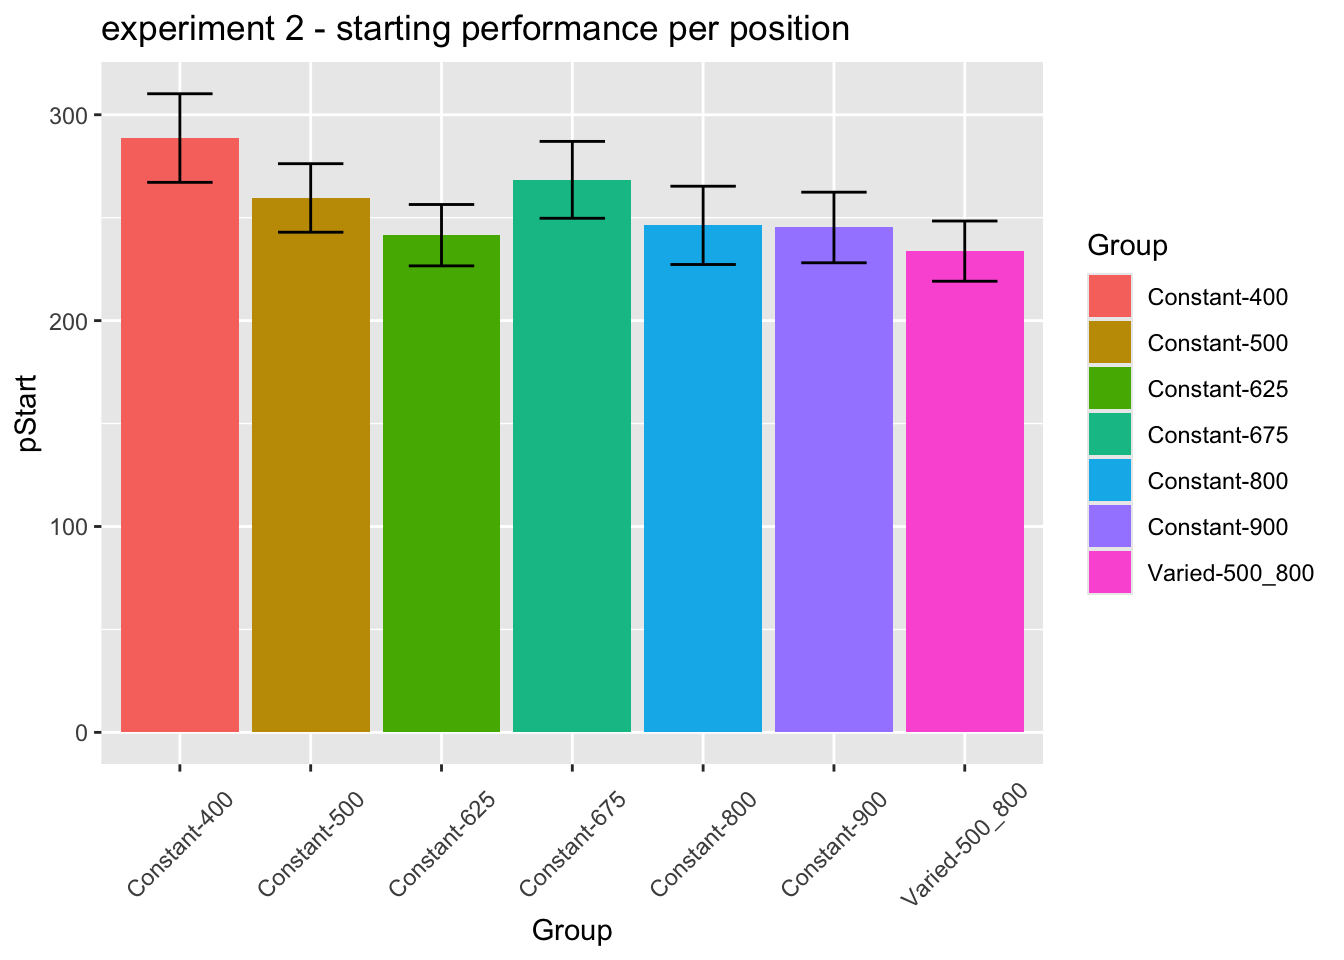 experiment 2 - starting performance per position
pStart
300
200
100
0
Constant-400
Constant-500
Constant-625
Constant-675
Constant-800
Constant-900
Varied-500_800
Group
Group
Constant-400
Constant-500
Constant-625
Constant-675
Constant-800
Constant-900
Varied-500_800